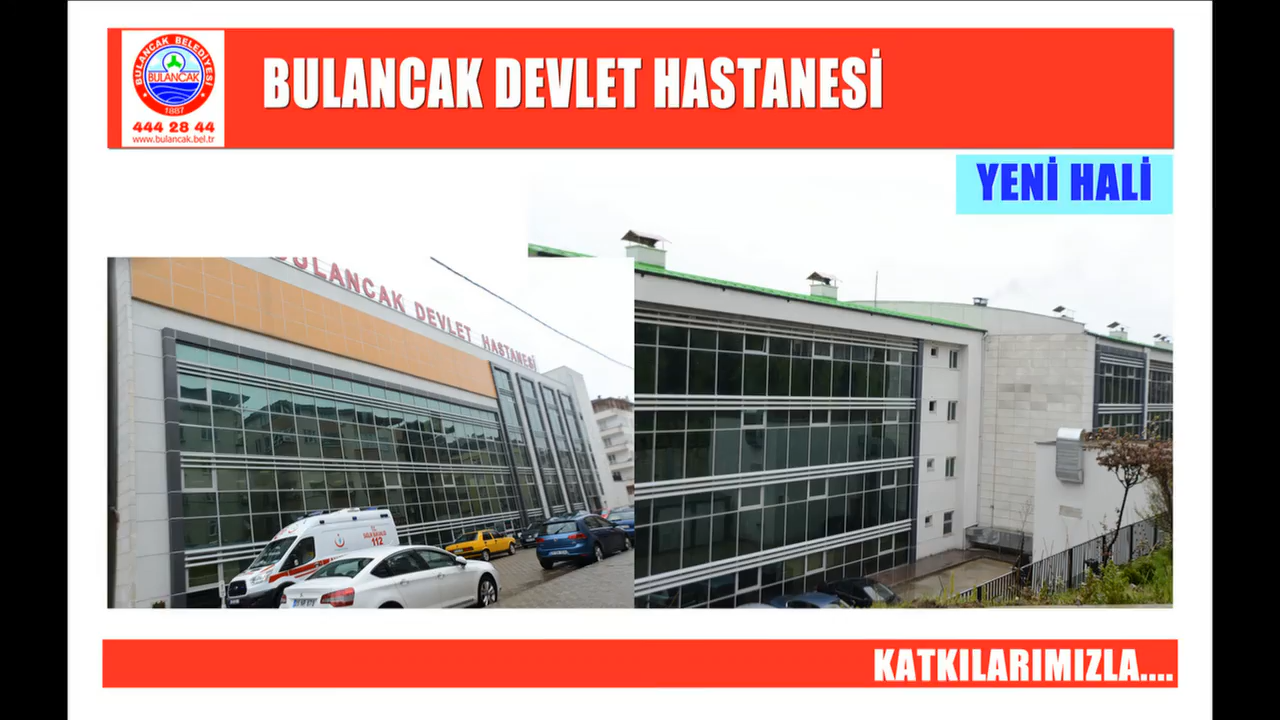 BULANCAK BELEDİYESİ
BULANCAK
1887
444 28 44
www.bulancak.bel.tr
BULANCAK DEVLET HASTANESİ
YENİ HALİ
BULANCAK DEVLET HASTANESİ
112
KATKILARIMIZLA....